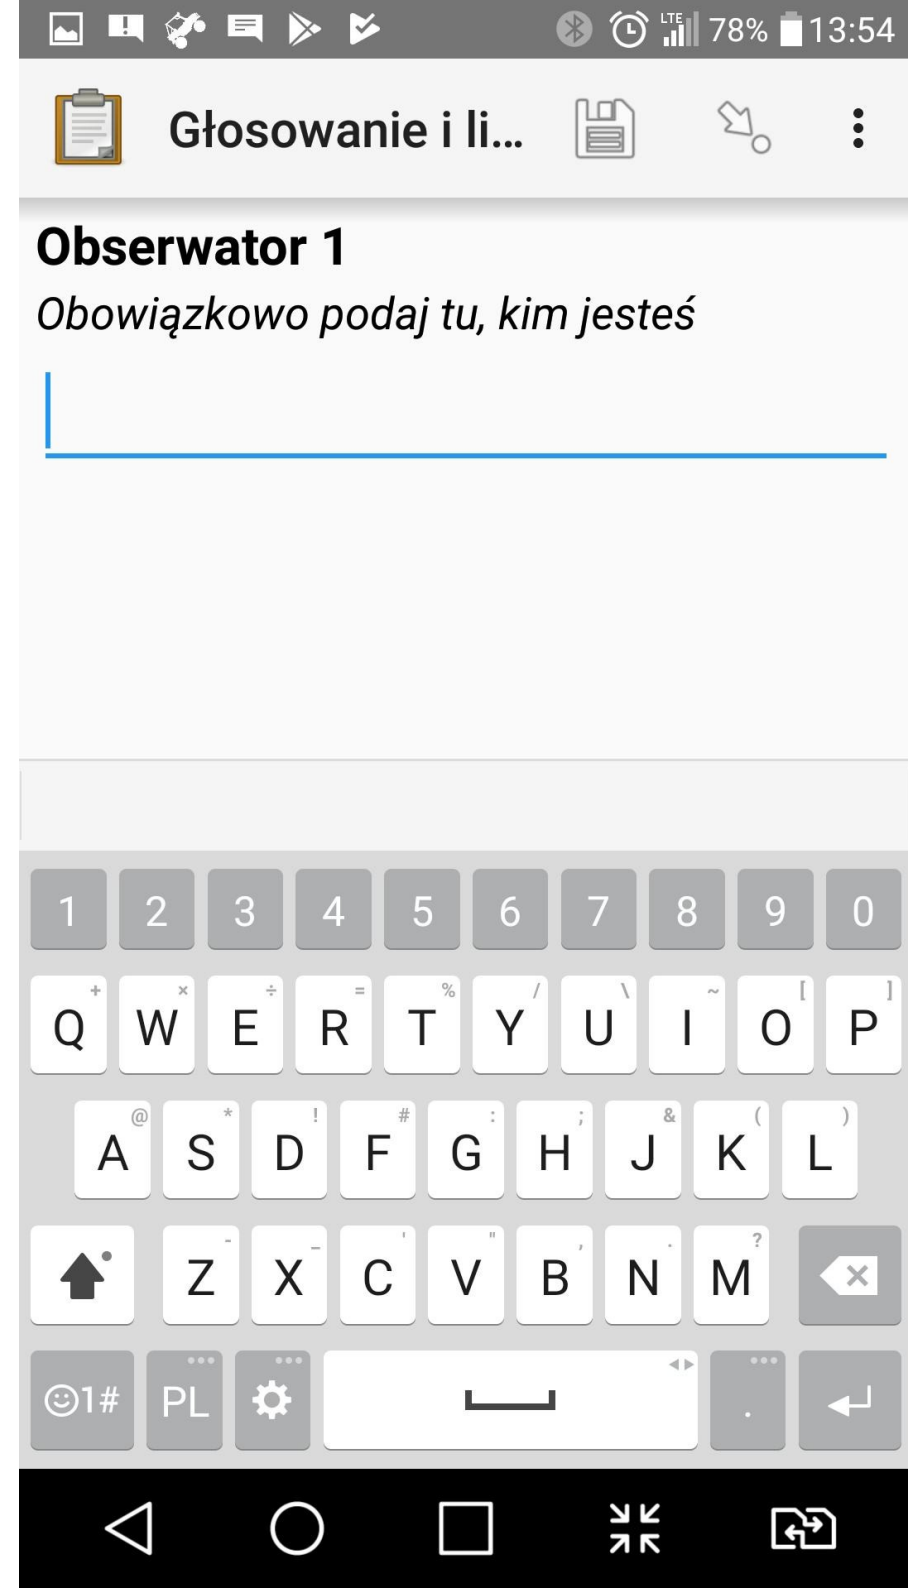 LTE 78% 13:54
Głosowanie i li...
Obserwator 1
Obowiązkowo podaj tu, kim jesteś
1 2 3 4 5 6 7 8 9 0
+ × ÷ = % / \ ~ [ ]
Q W E R T Y U I O P
@ * ! # : ; & ( )
A S D F G H J K L
- _ ' " , . ?
Z X C V B N M
1# PL .